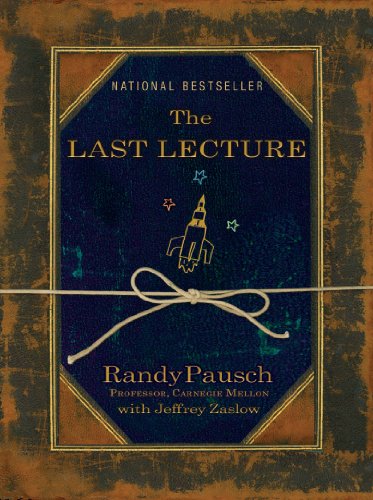 NATIONAL BESTSELLER
The
LAST LECTURE
Randy Pausch
PROFESSOR, CARNEGIE MELLON
with Jeffrey Zaslow